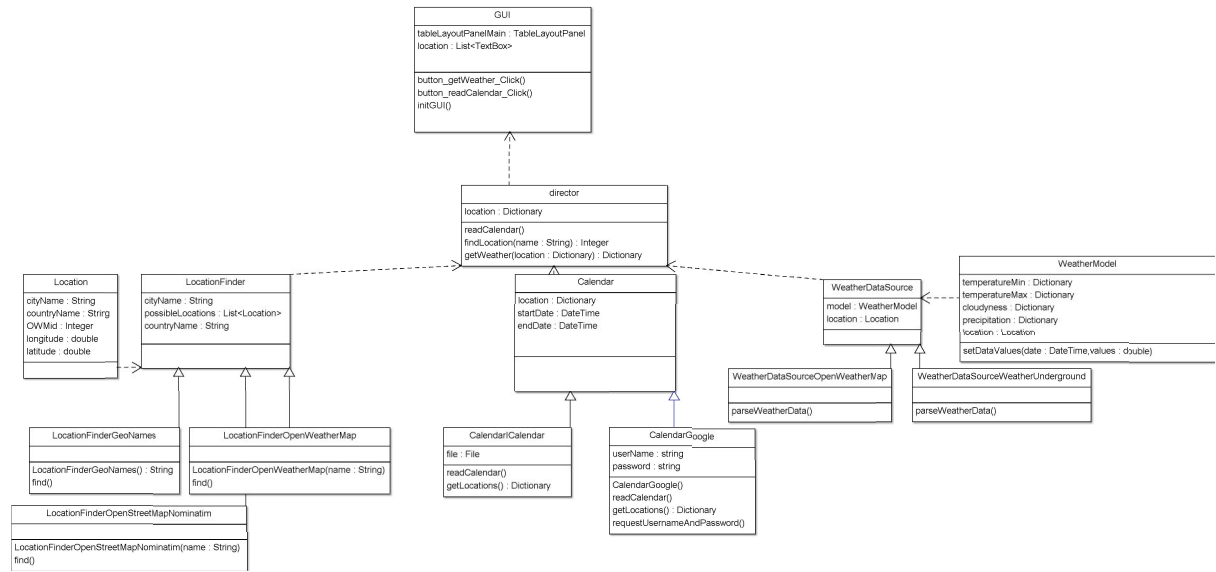 GUI
tableLayoutPanelMain : TableLayoutPanel
location : List<TextBox>
button_getWeather_Click()
button_readCalendar_Click()
initGUI()
director
location : Dictionary
readCalendar()
findLocation(name : String) : Integer
getWeather(location : Dictionary) : Dictionary
Location
cityName : String
countryName : String
OWMid : Integer
longitude : double
latitude : double
LocationFinder
cityName : String
possibleLocations : List<Location>
countryName : String
Calendar
location : Dictionary
startDate : DateTime
endDate : DateTime
WeatherDataSource
model : WeatherModel
location : Location
WeatherModel
temperatureMin : Dictionary
temperatureMax : Dictionary
cloudyness : Dictionary
precipitation : Dictionary
location : Location
setDataValues(date : DateTime,values : double)
WeatherDataSourceOpenWeatherMap
parseWeatherData()
WeatherDataSourceWeatherUnderground
parseWeatherData()
LocationFinderGeoNames
LocationFinderGeoNames() : String
find()
LocationFinderOpenWeatherMap
LocationFinderOpenWeatherMap(name : String)
find()
LocationFinderOpenStreetMapNominatim
LocationFinderOpenStreetMapNominatim(name : String)
find()
CalendarICalendar
file : File
readCalendar()
getLocations() : Dictionary
CalendarGoogle
userName : string
password : string
CalendarGoogle()
readCalendar()
getLocations() : Dictionary
requestUsernameAndPassword()